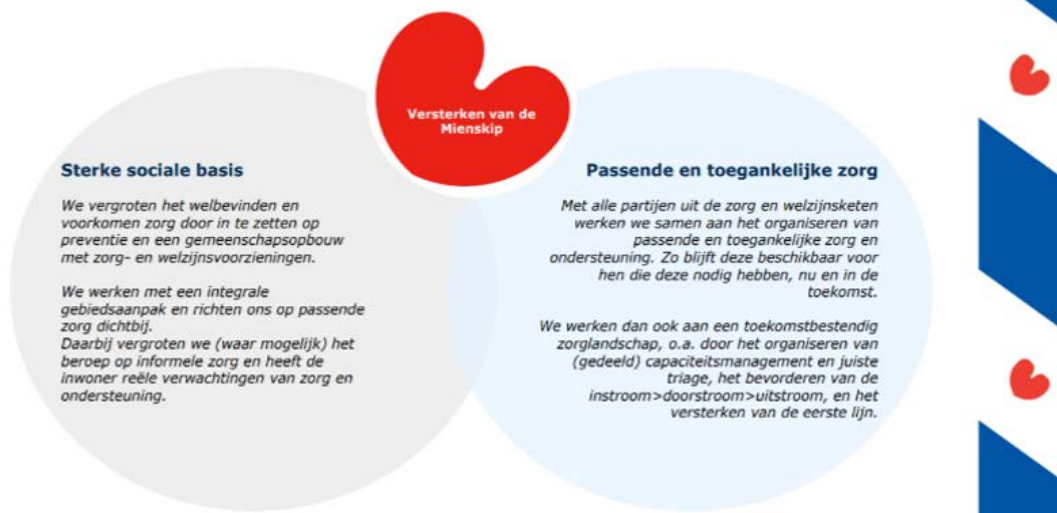 Versterken van de
Mienskip
Sterke sociale basis
We vergroten het welbevinden en
voorkomen zorg door in te zetten op
preventie en een gemeenschapsopbouw
met zorg- en welzijnsvoorzieningen.
We werken met een integrale
gebiedsaanpak en richten ons op passende
zorg dichtbij.
Daarbij vergroten we (waar mogelijk) het
beroep op informele zorg en heeft de
inwoner reële verwachtingen van zorg en
ondersteuning.
Passende en toegankelijke zorg
Met alle partijen uit de zorg en welzijnsketen
werken we samen aan het organiseren van
passende en toegankelijke zorg en
ondersteuning. Zo blijft deze beschikbaar voor
hen die deze nodig hebben, nu en in de
toekomst.
We werken dan ook aan een toekomstbestendig
zorglandschap, o.a. door het organiseren van
(gedeeld) capaciteitsmanagement en juiste
triage, het bevorderen van de
instroom>doorstroom>uitstroom, en het
versterken van de eerste lijn.